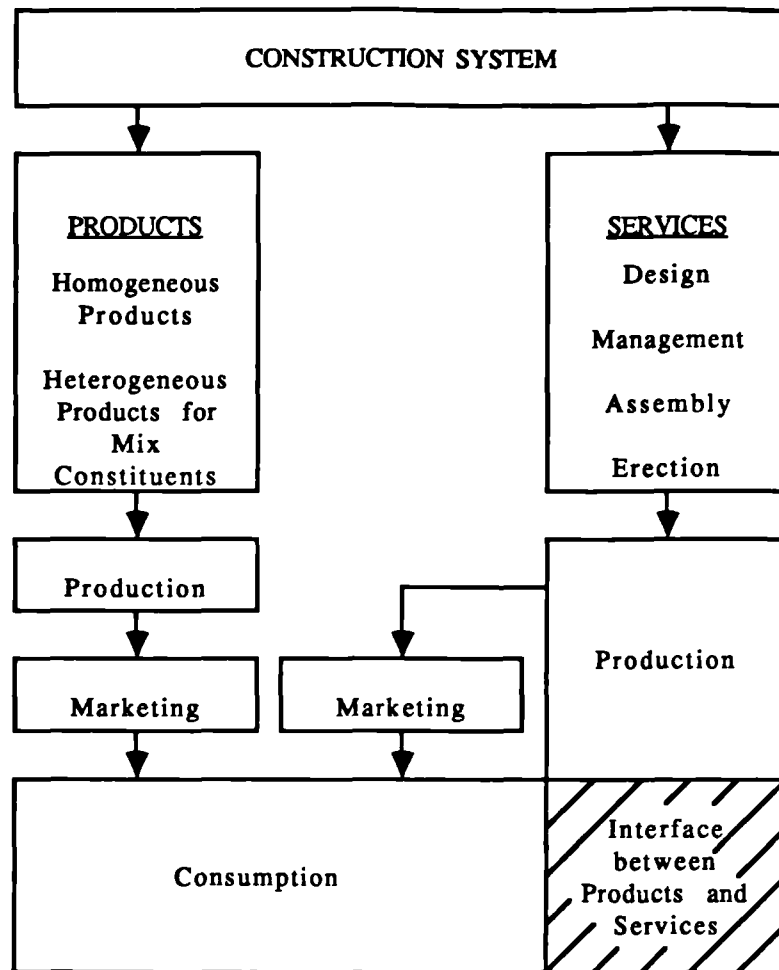 CONSTRUCTION SYSTEM
PRODUCTS
Homogeneous
Products
Heterogeneous
Products for
Mix
Constituents
SERVICES
Design
Management
Assembly
Erection
Production
Marketing
Marketing
Production
Consumption
Interface
between
Products and
Services